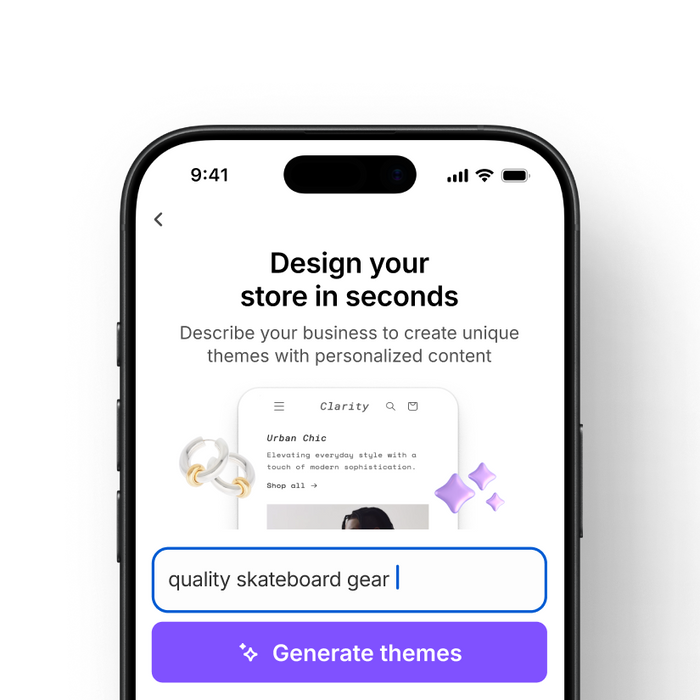 9:41
Design your
store in seconds
Describe your business to create unique
themes with personalized content
Clarity
Urban Chic
Elevating everyday style with a
touch of modern sophistication.
Shop all →
quality skateboard gear
Generate themes